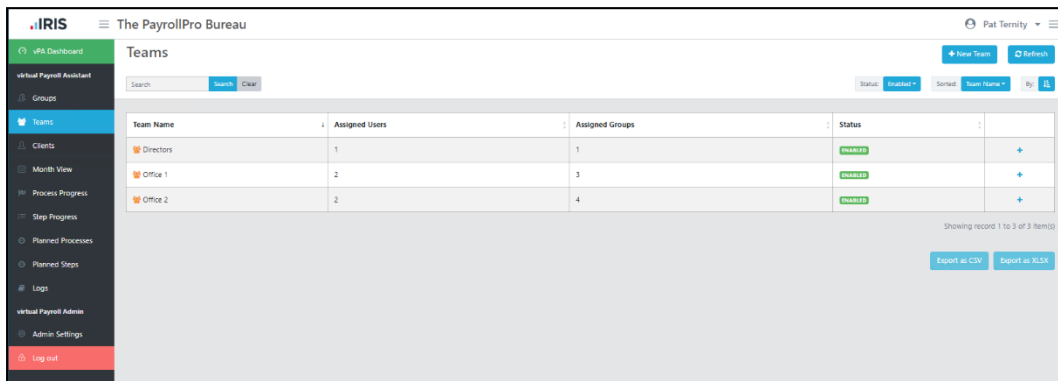 IRIS The PayrollPro Bureau Pat Ternity
vPA Dashboard
virtual Payroll Assistant
Groups
Teams
Clients
Month View
Process Progress
Step Progress
Planned Processes
Planned Steps
Logs
virtual Payroll Admin
Admin Settings
Log out
Teams + New Team Refresh
Search Search Clear Status: Enabled Sorted: Team Name By:
Team Name Assigned Users Assigned Groups Status
Directors 1 1 ENABLED +
Office 1 2 3 ENABLED +
Office 2 2 4 ENABLED +
Showing record 1 to 3 of 3 item(s)
Export as CSV Export as XLSX